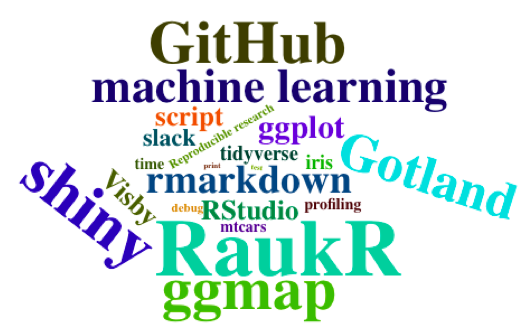 GitHub
machine learning
script
Reproducible research
ggplot
slack
tidyverse
Gotland
time
print
iris
shiny
Visby
rmarkdown
debug
RStudio
profiling
mtcars
RaukR
ggmap